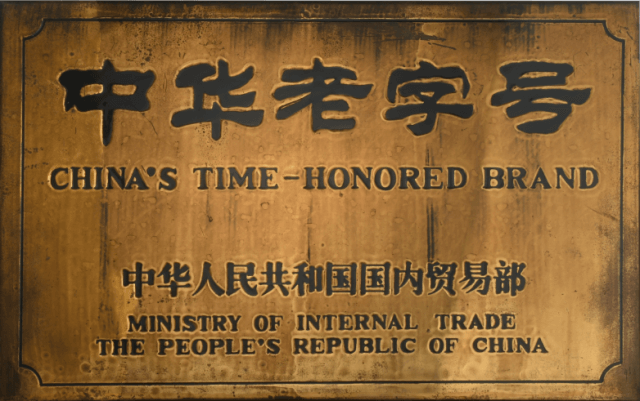 中华老字号
CHINA'S TIME-HONORED BRAND
中华人民共和国国内贸易部
MINISTRY OF INTERNAL TRADE
THE PEOPLE'S REPUBLIC OF CHINA